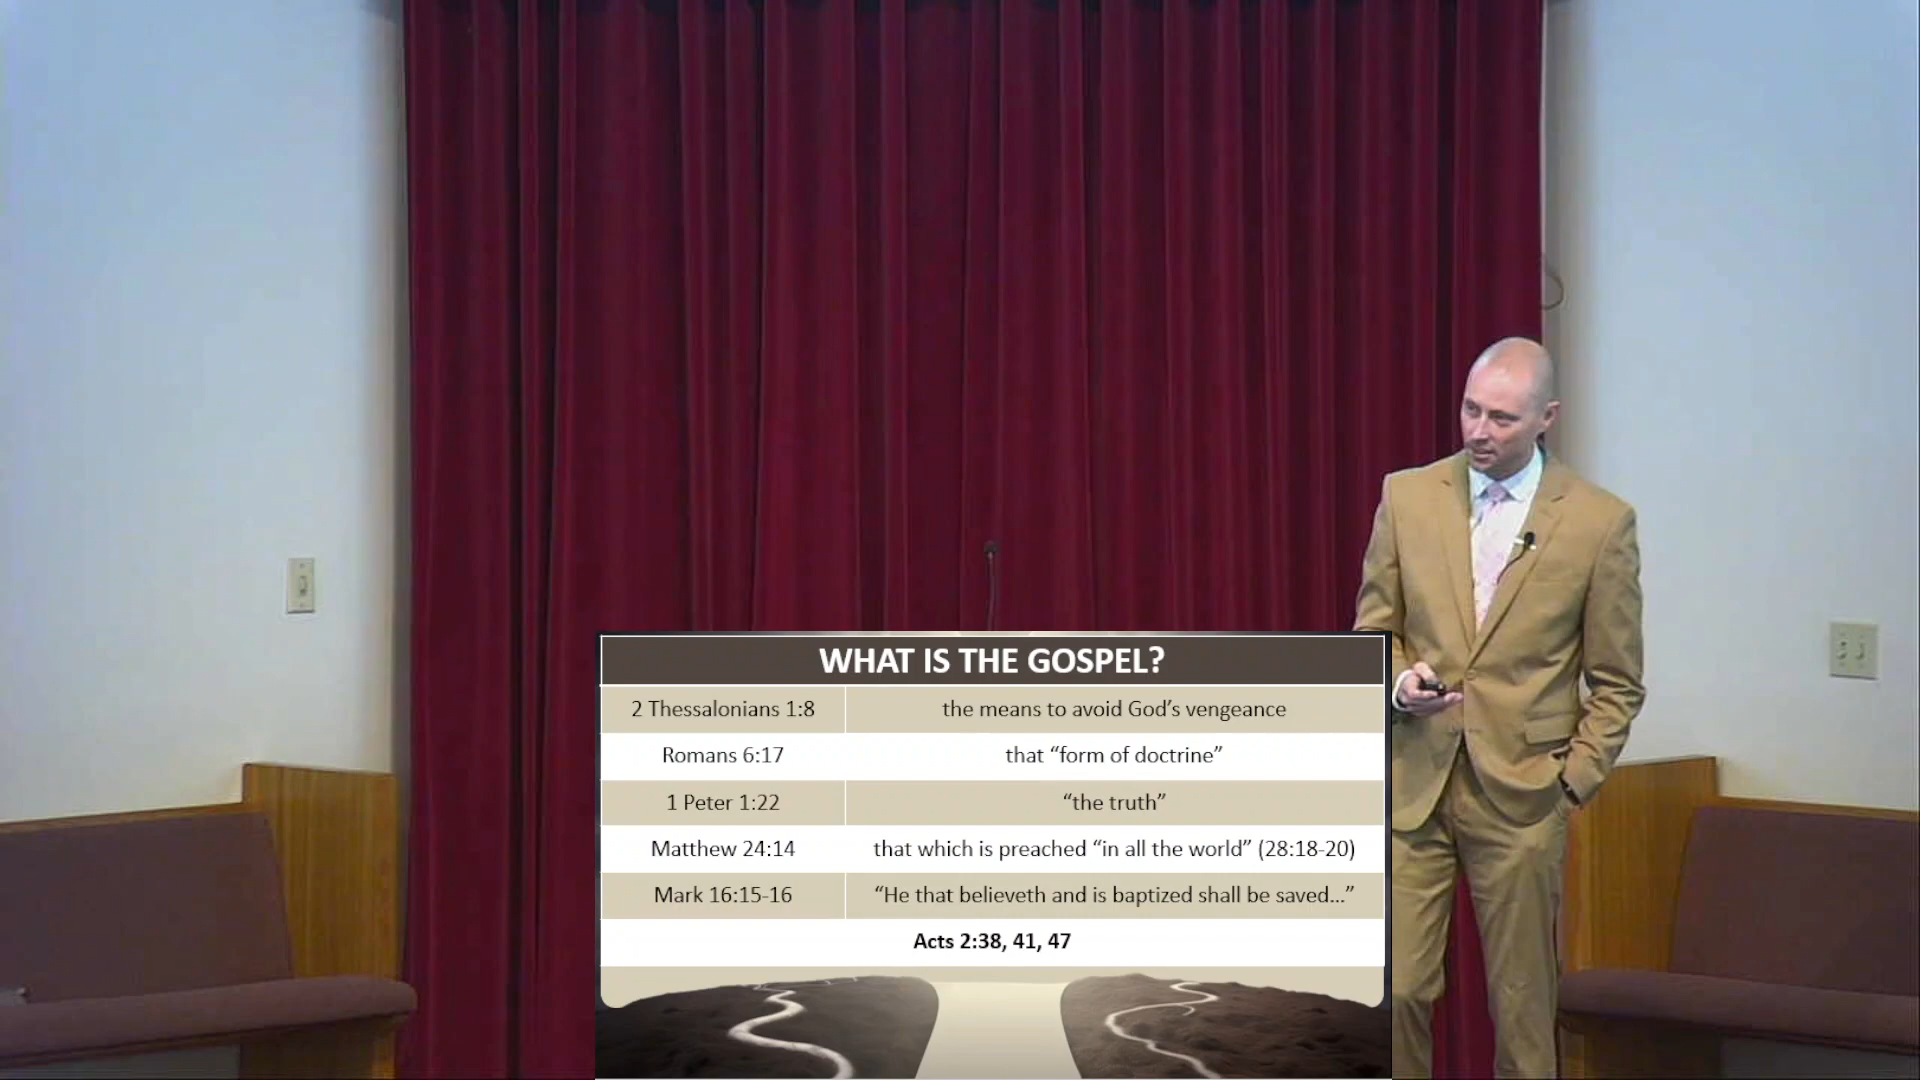 WHAT IS THE GOSPEL?
2 Thessalonians 1:8 the means to avoid God’s vengeance
Romans 6:17 that “form of doctrine”
1 Peter 1:22 “the truth”
Matthew 24:14 that which is preached “in all the world” (28:18-20)
Mark 16:15-16 “He that believeth and is baptized shall be saved…”
Acts 2:38, 41, 47